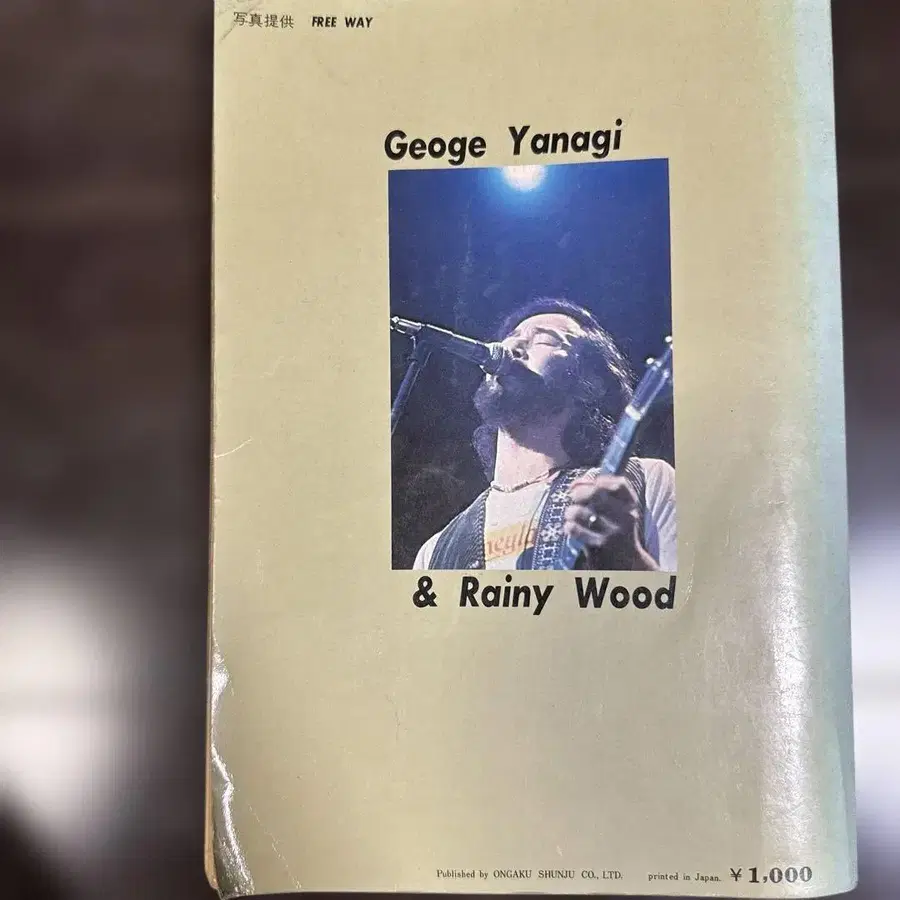 写真提供 FREE WAY
Geoge Yanagi
& Rainy Wood
Published by ONGAKU SHUNJU CO., LTD. printed in Japan. ¥1,000